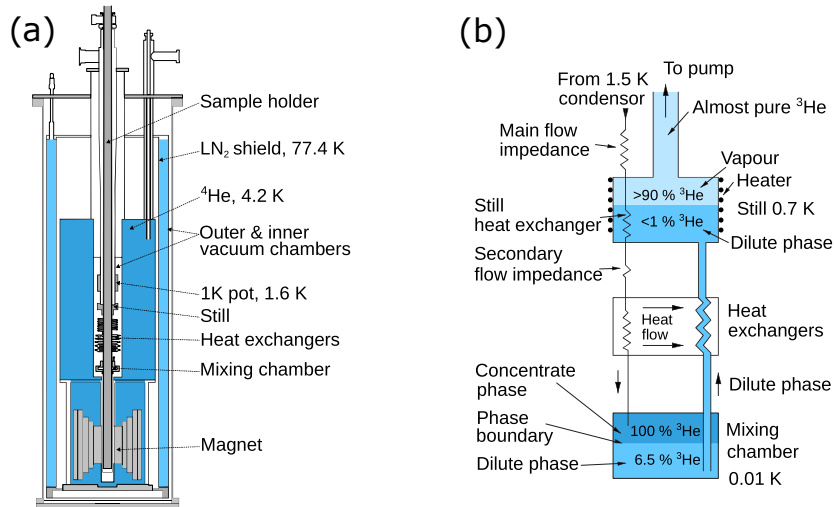 (a)
Sample holder
LN₂ shield, 77.4 K
⁴He, 4.2 K
Outer & inner
vacuum chambers
1K pot, 1.6 K
Still
Heat exchangers
Mixing chamber
Magnet
(b)
To pump
From 1.5 K
condensor
Almost pure ³He
Main flow
impedance
Vapour
Heater
>90 % ³He
Still 0.7 K
Still
heat exchanger
<1 % ³He
Dilute phase
Secondary
flow impedance
Heat
flow
Heat
exchangers
Concentrate
phase
Dilute phase
Phase
boundary
100 % ³He
Mixing
chamber
Dilute phase
6.5 % ³He
0.01 K